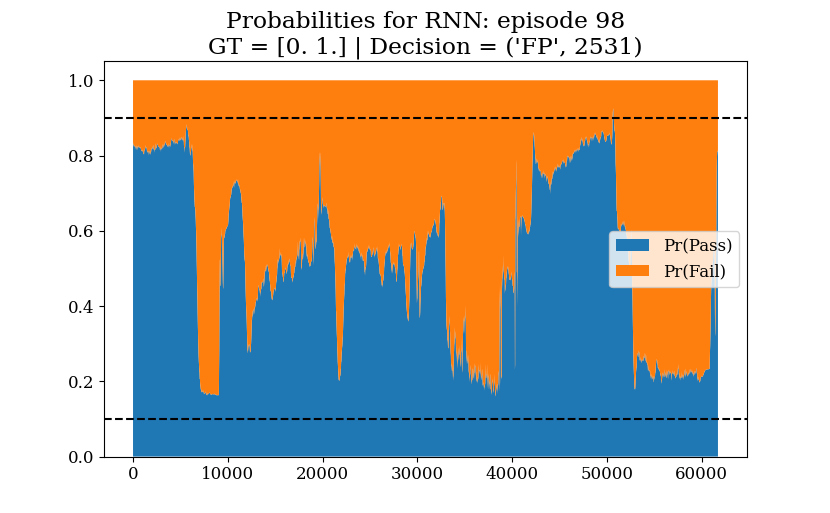 Probabilities for RNN: episode 98
GT = [0. 1.] | Decision = ('FP', 2531)
1.0
0.8
0.6
0.4
0.2
0.0
Pr(Pass)
Pr(Fail)
0 10000 20000 30000 40000 50000 60000